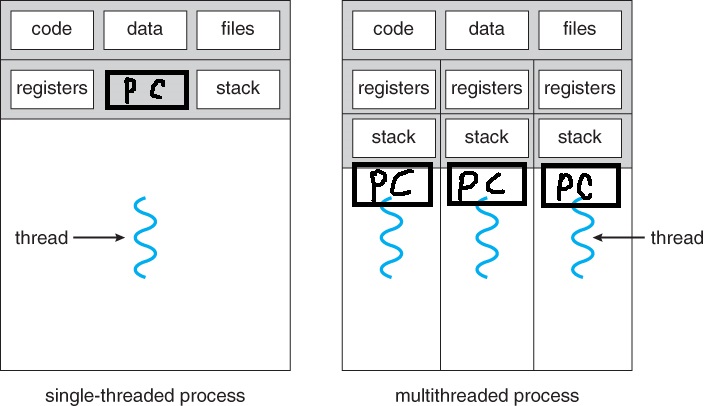 code data files
registers PC stack
thread
single-threaded process
code data files
registers registers registers
stack stack stack
PC PC PC
thread
multithreaded process